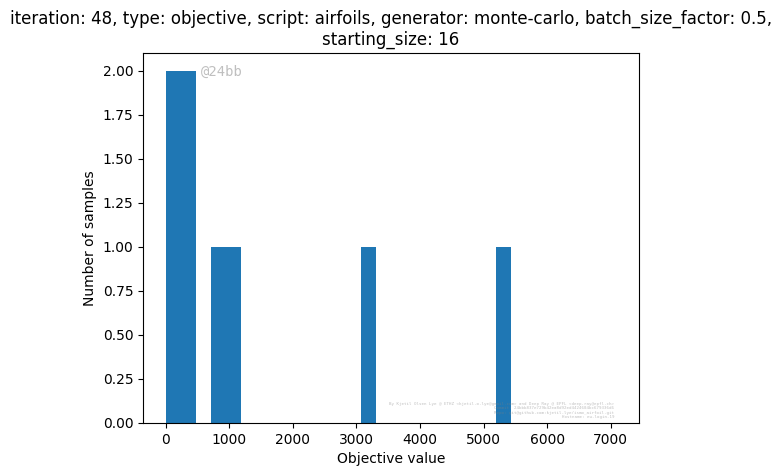 iteration: 48, type: objective, script: airfoils, generator: monte-carlo, batch_size_factor: 0.5,
starting_size: 16
@24bb
2.00
1.75
1.50
1.25
1.00
0.75
0.50
0.25
0.00
Number of samples
0 1000 2000 3000 4000 5000 6000 7000
Objective value